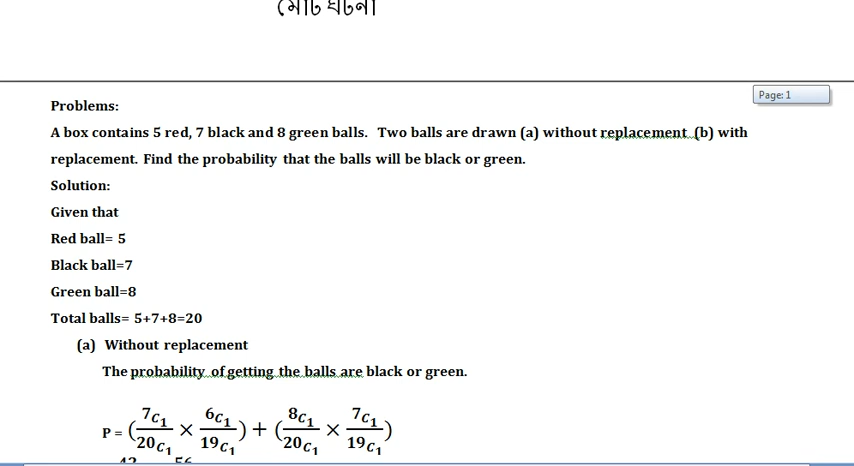 মোট ঘটনা
Page: 1
Problems:
A box contains 5 red, 7 black and 8 green balls. Two balls are drawn (a) without replacement (b) with
replacement. Find the probability that the balls will be black or green.
Solution:
Given that
Red ball= 5
Black ball=7
Green ball=8
Total balls= 5+7+8=20
(a) Without replacement
The probability of getting the balls are black or green.
P = (7c₁/20c₁ × 6c₁/19c₁) + (8c₁/20c₁ × 7c₁/19c₁)